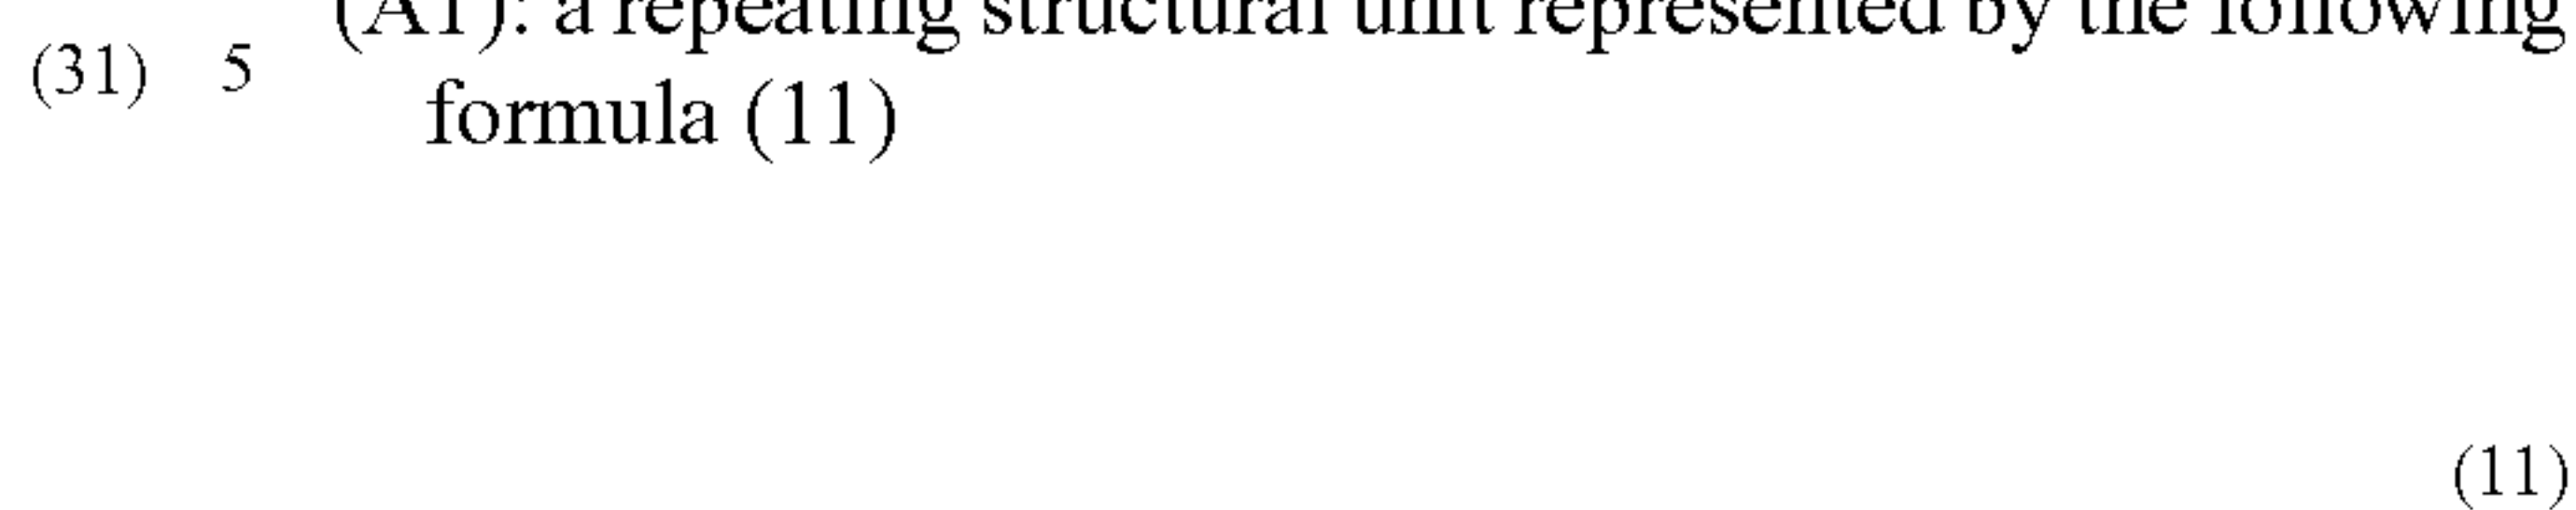 (A1): a repeating structural unit represented by the following
(31) 5
formula (11)
(11)